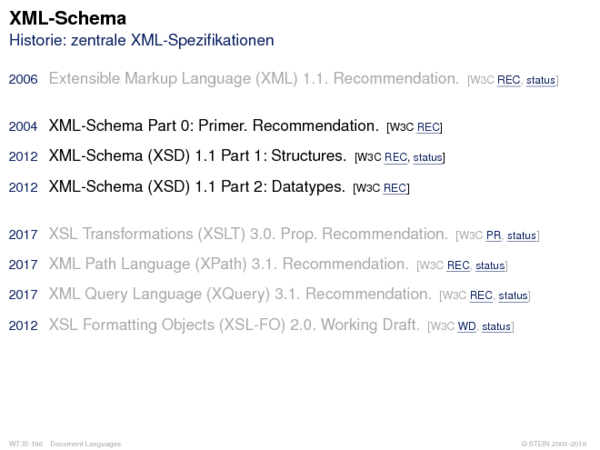 XML-Schema
Historie: zentrale XML-Spezifikationen
2006 Extensible Markup Language (XML) 1.1. Recommendation. [W3C REC, status]
2004 XML-Schema Part 0: Primer. Recommendation. [W3C REC]
2012 XML-Schema (XSD) 1.1 Part 1: Structures. [W3C REC, status]
2012 XML-Schema (XSD) 1.1 Part 2: Datatypes. [W3C REC]
2017 XSL Transformations (XSLT) 3.0. Prop. Recommendation. [W3C PR, status]
2017 XML Path Language (XPath) 3.1. Recommendation. [W3C REC, status]
2017 XML Query Language (XQuery) 3.1. Recommendation. [W3C REC, status]
2012 XSL Formatting Objects (XSL-FO) 2.0. Working Draft. [W3C WD, status]
WT:III-196 Document Languages © STEIN 2005-2018